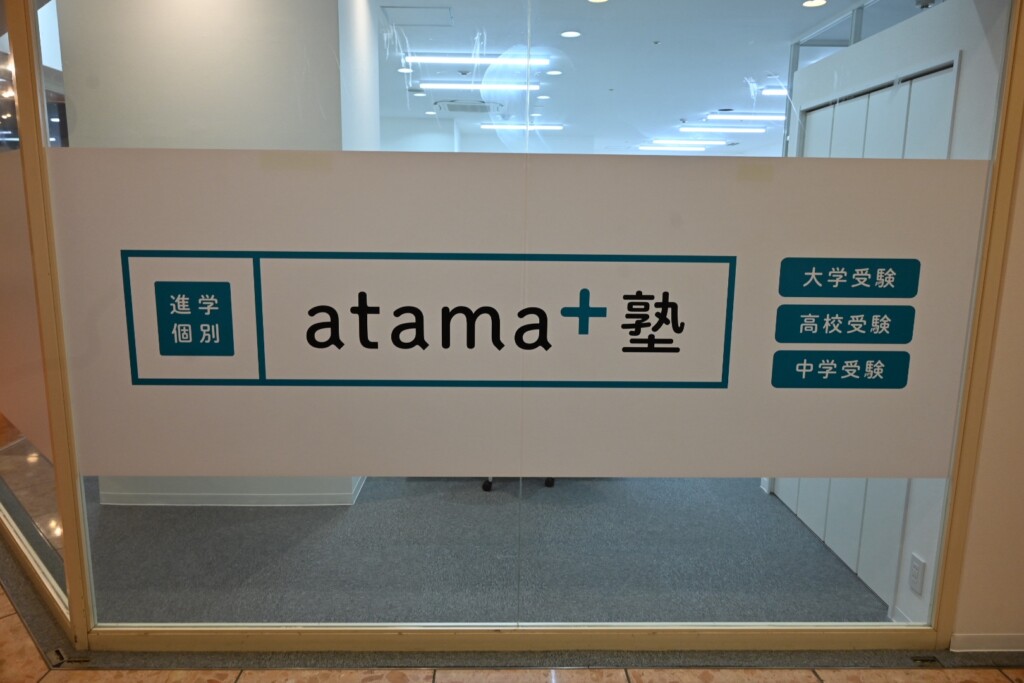 進学
個別
atama+塾
大学受験
高校受験
中学受験